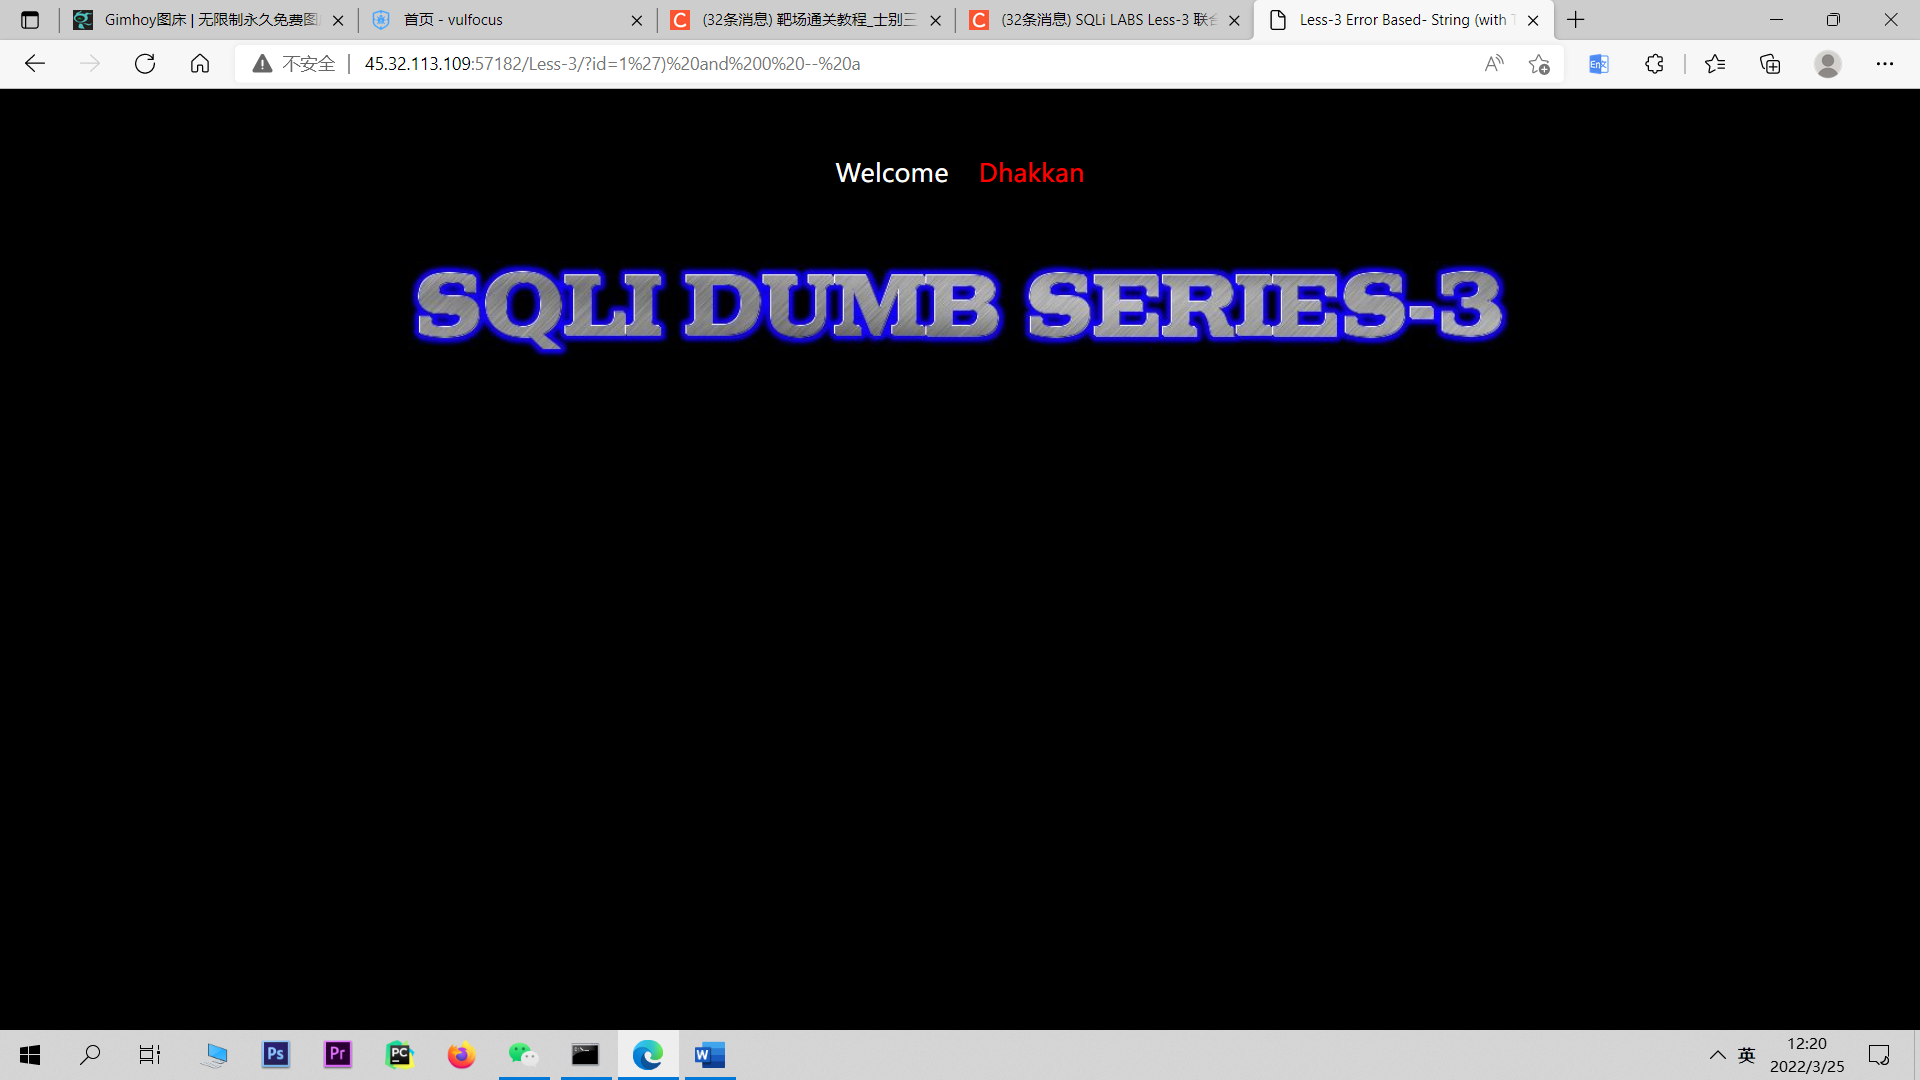 Gimhoy图床 | 无限制永久免费图
首页 - vulfocus
(32条消息) 靶场通关教程_士别三
(32条消息) SQLi LABS Less-3 联合
Less-3 Error Based- String (with T
不安全
45.32.113.109:57182/Less-3/?id=1%27)%20and%200%20--%20a
Welcome Dhakkan
SQLI DUMB SERIES-3
英
12:20
2022/3/25